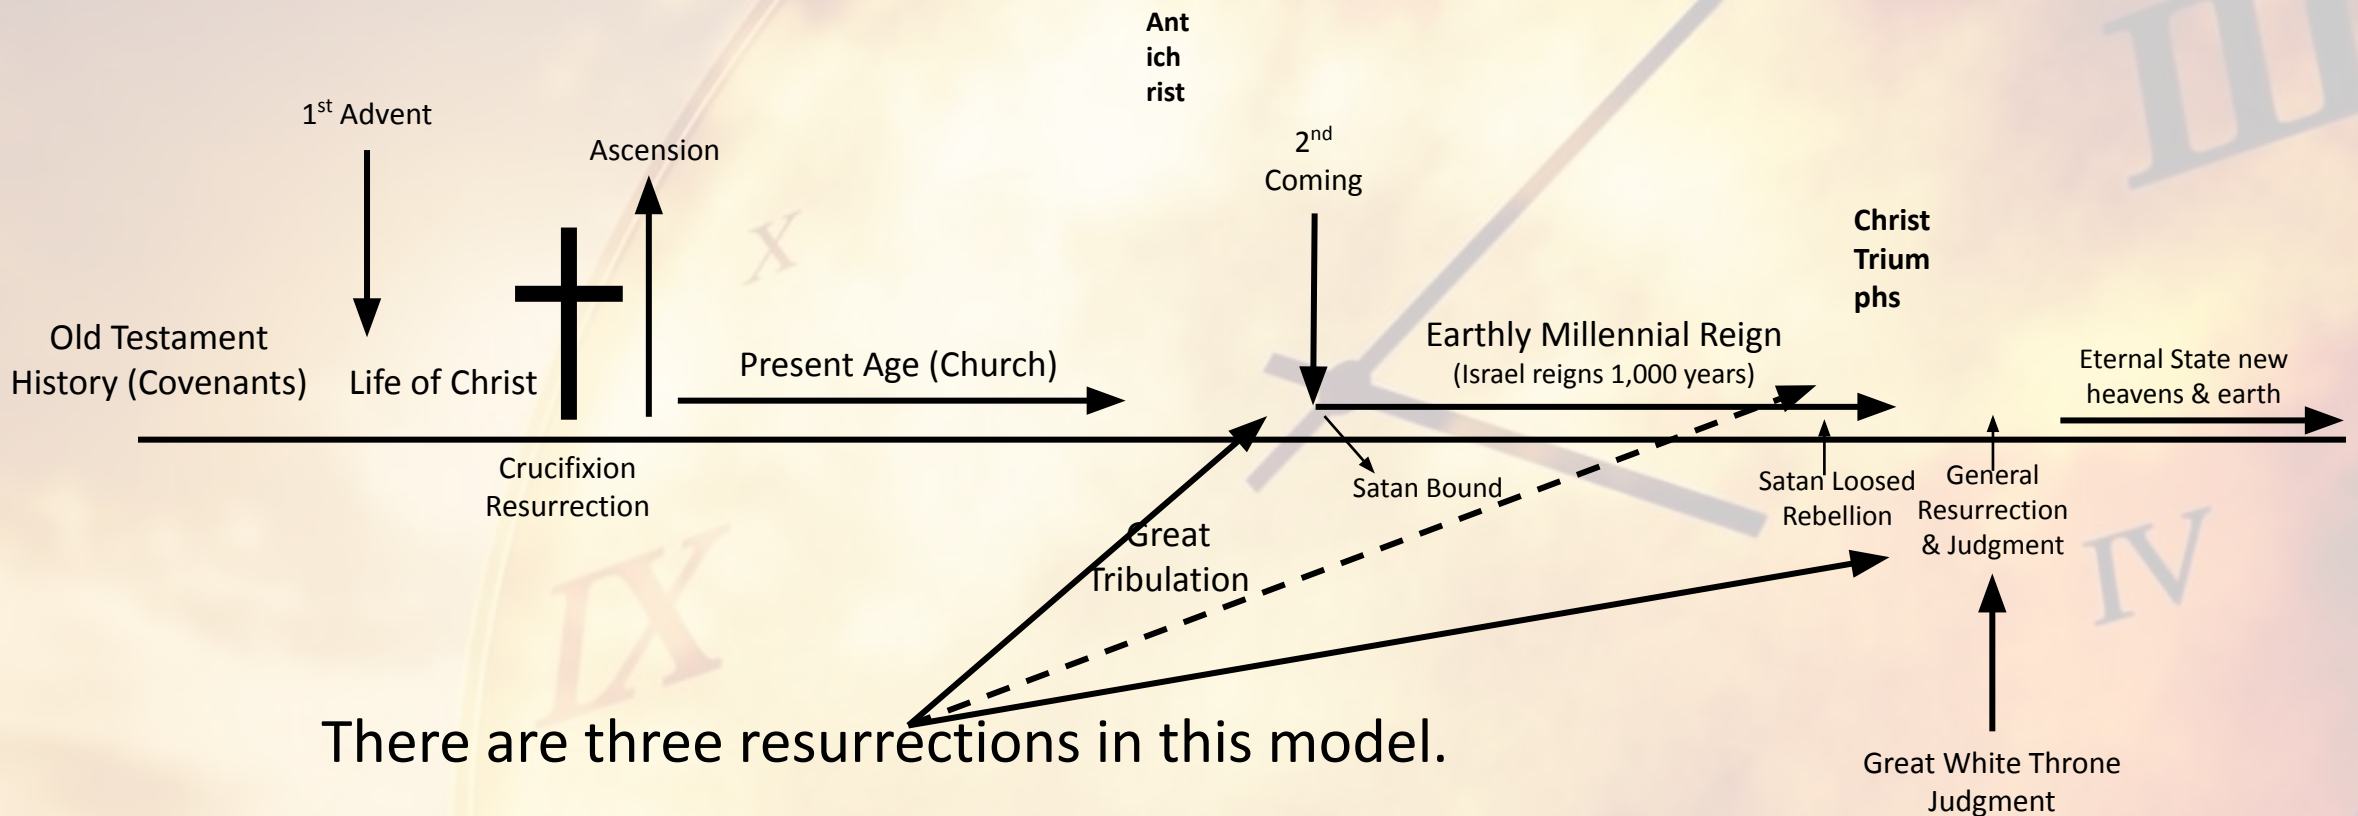 Ant
ich
rist
1st Advent
Ascension
2nd
Coming
Christ
Trium
phs
Old Testament
History (Covenants)
Life of Christ
Present Age (Church)
Earthly Millennial Reign
(Israel reigns 1,000 years)
Eternal State new
heavens & earth
Crucifixion
Resurrection
Satan Bound
Satan Loosed
Rebellion
General
Resurrection
& Judgment
Great
Tribulation
There are three resurrections in this model.
Great White Throne
Judgment
X
IX
III
IV